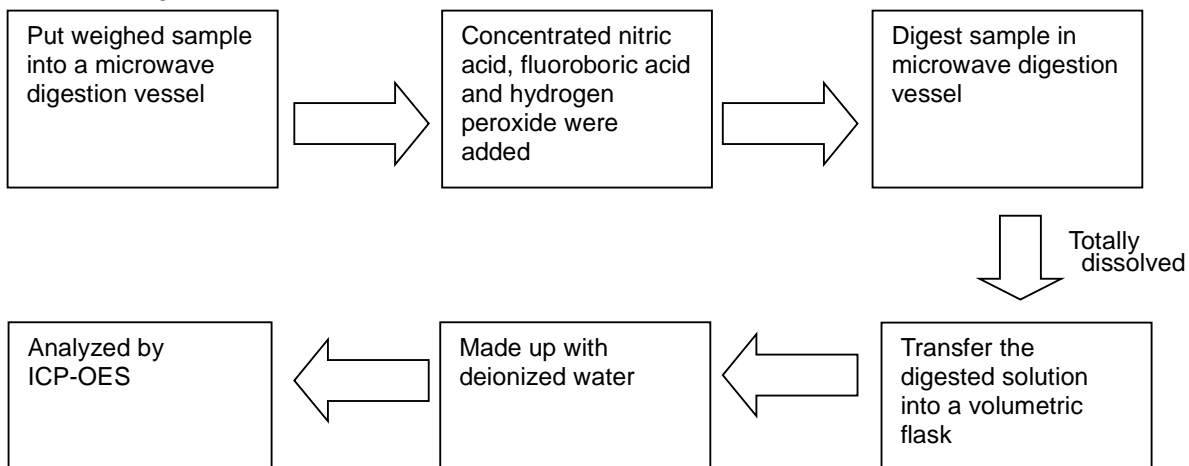 Put weighed sample
into a microwave
digestion vessel
Concentrated nitric
acid, fluoroboric acid
and hydrogen
peroxide were
added
Digest sample in
microwave digestion
vessel
Totally
dissolved
Transfer the
digested solution
into a volumetric
flask
Made up with
deionized water
Analyzed by
ICP-OES